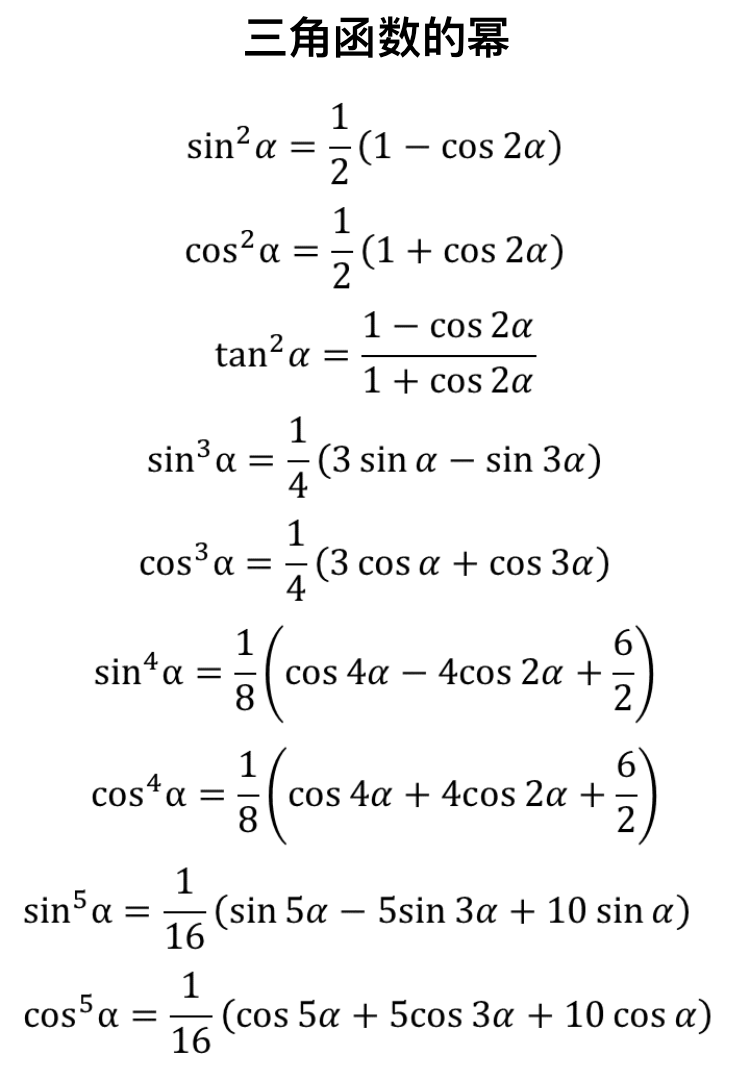 三角函数的幂
sin²α = 1/2 (1 − cos 2α)
cos²α = 1/2 (1 + cos 2α)
tan²α = (1 − cos 2α)/(1 + cos 2α)
sin³α = 1/4 (3 sin α − sin 3α)
cos³α = 1/4 (3 cos α + cos 3α)
sin⁴α = 1/8 (cos 4α − 4cos 2α + 6/2)
cos⁴α = 1/8 (cos 4α + 4cos 2α + 6/2)
sin⁵α = 1/16 (sin 5α − 5sin 3α + 10 sin α)
cos⁵α = 1/16 (cos 5α + 5cos 3α + 10 cos α)